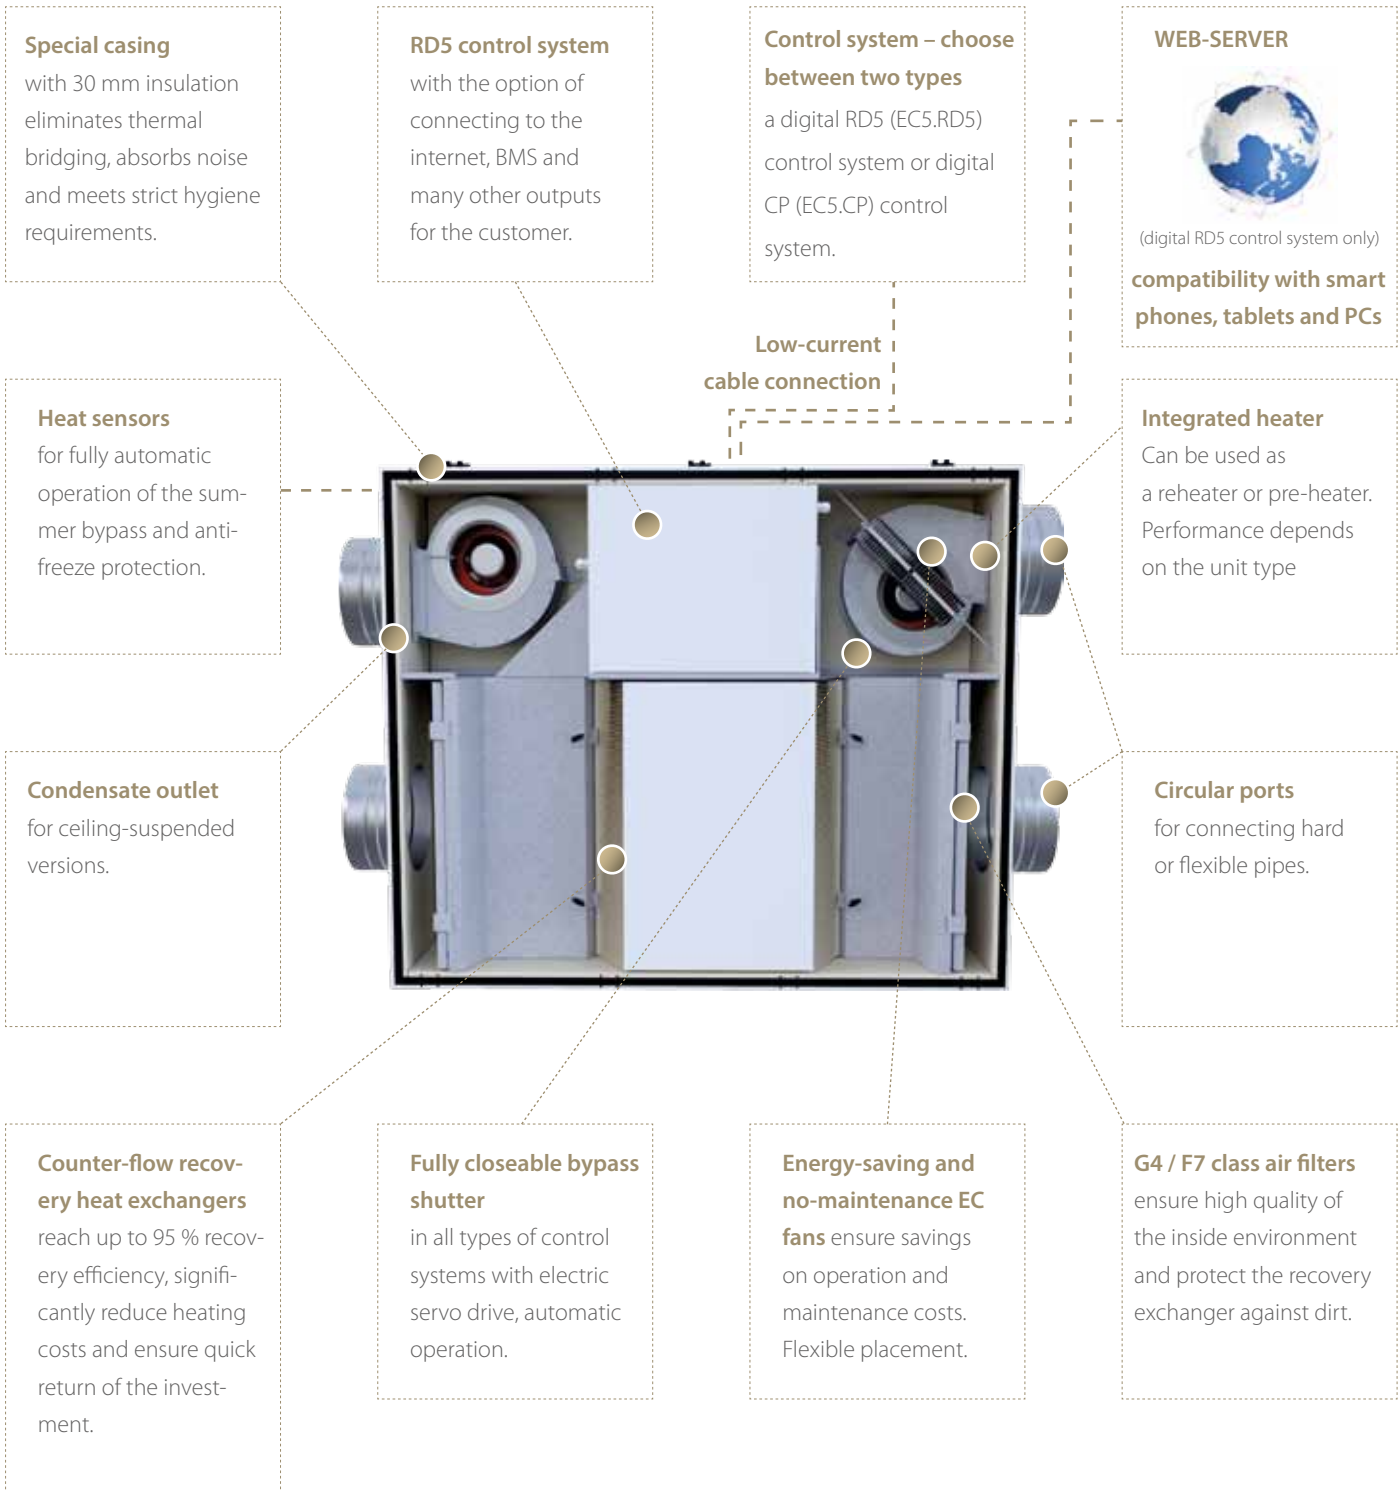 Special casing
with 30 mm insulation
eliminates thermal
bridging, absorbs noise
and meets strict hygiene
requirements.
RD5 control system
with the option of
connecting to the
internet, BMS and
many other outputs
for the customer.
Control system – choose
between two types
a digital RD5 (EC5.RD5)
control system or digital
CP (EC5.CP) control
system.
WEB-SERVER
(digital RD5 control system only)
compatibility with smart
phones, tablets and PCs
Low-current
cable connection
Heat sensors
for fully automatic
operation of the sum-
mer bypass and anti-
freeze protection.
Integrated heater
Can be used as
a reheater or pre-heater.
Performance depends
on the unit type
Condensate outlet
for ceiling-suspended
versions.
Circular ports
for connecting hard
or flexible pipes.
Counter-flow recov-
ery heat exchangers
reach up to 95 % recov-
ery efficiency, signifi-
cantly reduce heating
costs and ensure quick
return of the invest-
ment.
Fully closeable bypass
shutter
in all types of control
systems with electric
servo drive, automatic
operation.
Energy-saving and
no-maintenance EC
fans ensure savings
on operation and
maintenance costs.
Flexible placement.
G4 / F7 class air filters
ensure high quality of
the inside environment
and protect the recovery
exchanger against dirt.